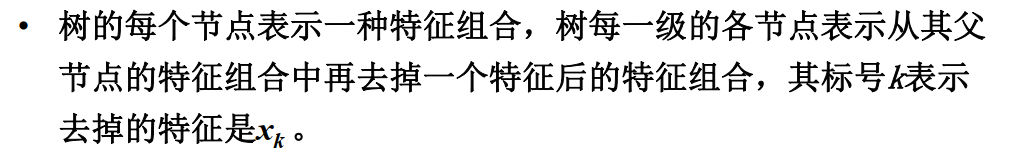 • 树的每个节点表示一种特征组合，树每一级的各节点表示从其父
节点的特征组合中再去掉一个特征后的特征组合，其标号k表示
去掉的特征是xₖ。